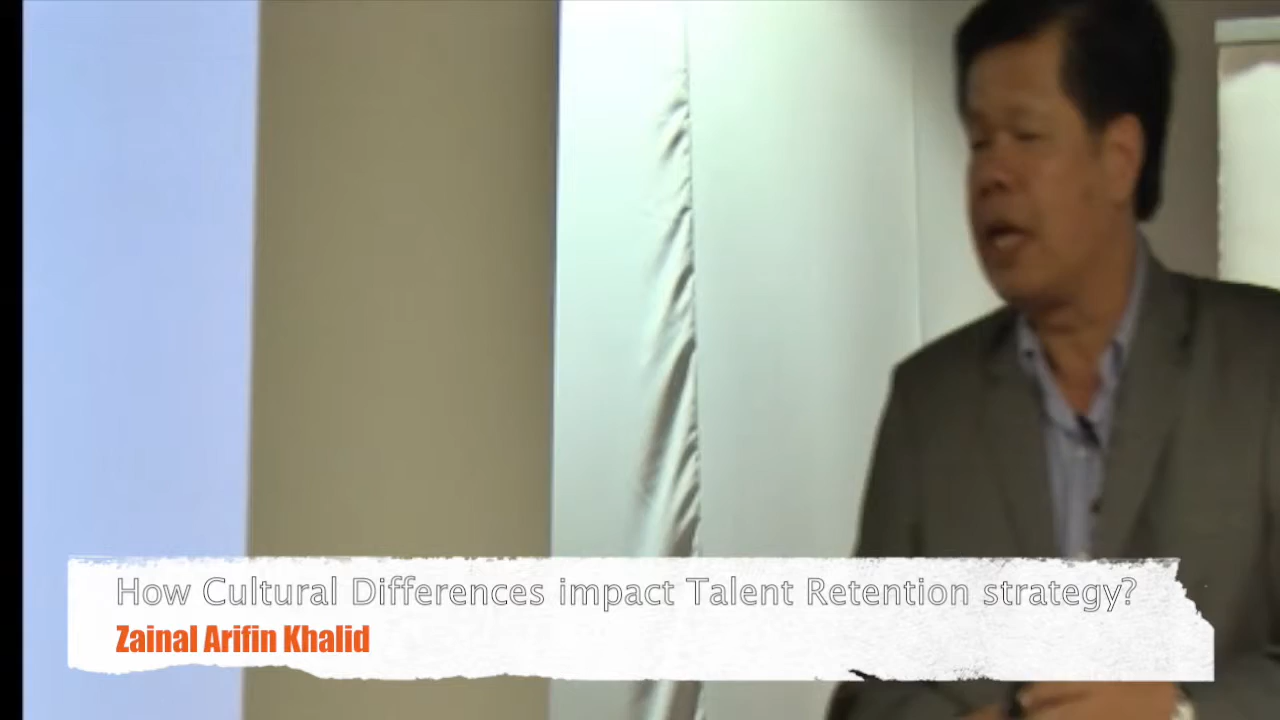 How Cultural Differences impact Talent Retention strategy?
Zainal Arifin Khalid